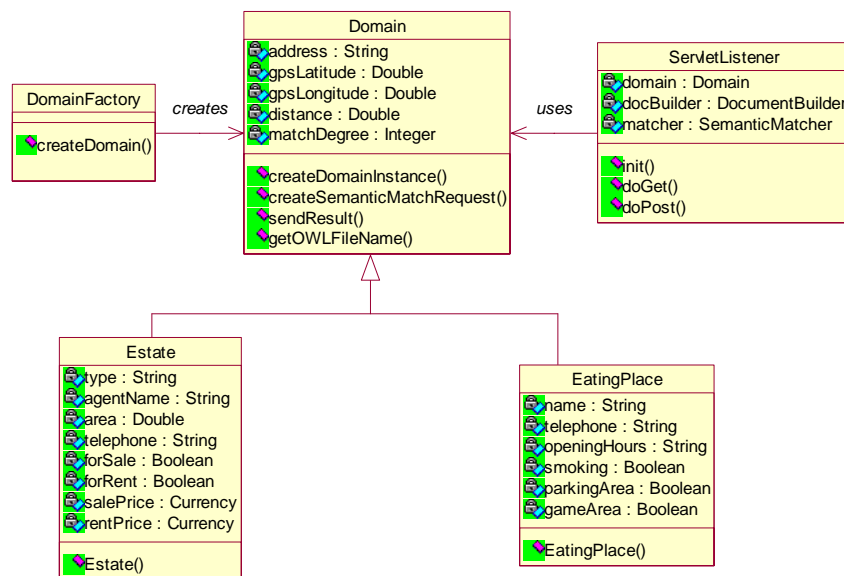 Domain
address : String
gpsLatitude : Double
gpsLongitude : Double
distance : Double
matchDegree : Integer
createDomainInstance()
createSemanticMatchRequest()
sendResult()
getOWLFileName()
DomainFactory
createDomain()
creates
uses
ServletListener
domain : Domain
docBuilder : DocumentBuilder
matcher : SemanticMatcher
init()
doGet()
doPost()
Estate
type : String
agentName : String
area : Double
telephone : String
forSale : Boolean
forRent : Boolean
salePrice : Currency
rentPrice : Currency
Estate()
EatingPlace
name : String
telephone : String
openingHours : String
smoking : Boolean
parkingArea : Boolean
gameArea : Boolean
EatingPlace()